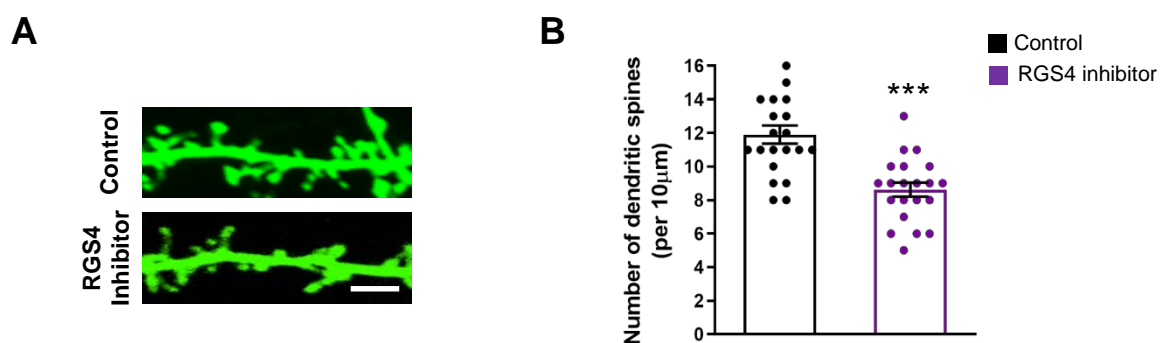 A
Control
RGS4
Inhibitor
B
Number of dendritic spines
(per 10μm)
16
14
12
10
8
6
4
2
0
***
Control
RGS4 inhibitor